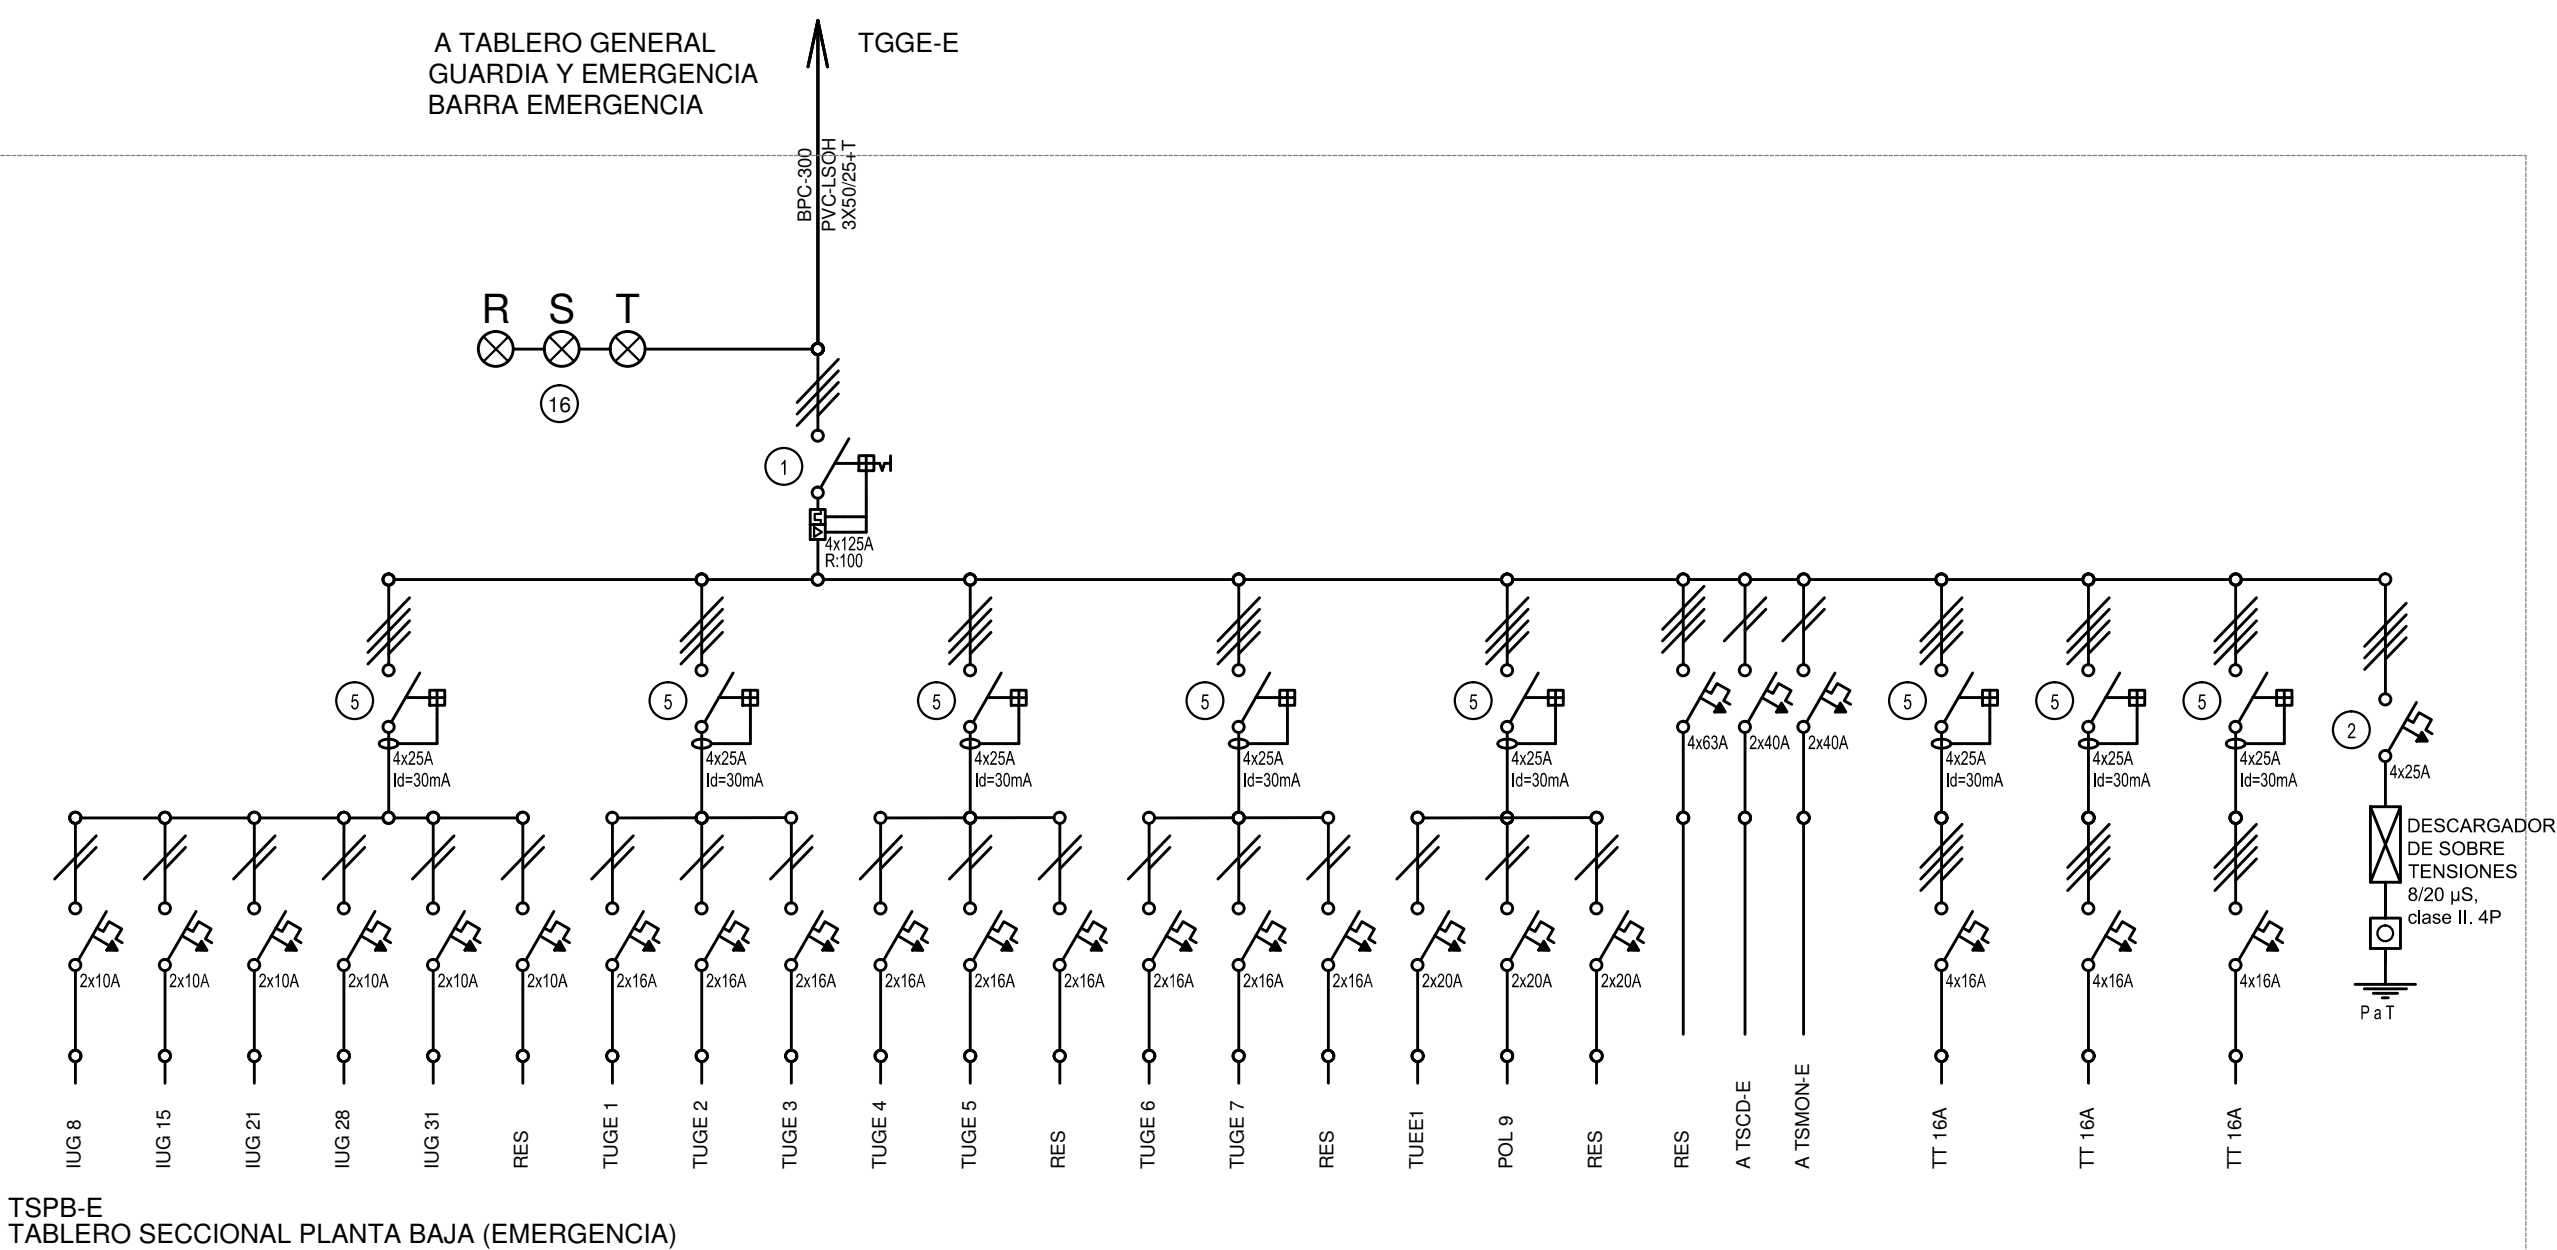 A TABLERO GENERAL
GUARDIA Y EMERGENCIA
BARRA EMERGENCIA
TGGE-E
BPC-300
PVC-LSOH
3X50/25+T
R S T
16
1
4x125A
R:100
5
4x25A
Id=30mA
5
4x25A
Id=30mA
5
4x25A
Id=30mA
5
4x25A
Id=30mA
5
4x25A
Id=30mA
4x63A
2x40A
2x40A
5
4x25A
Id=30mA
5
4x25A
Id=30mA
5
4x25A
Id=30mA
2
4x25A
DESCARGADOR
DE SOBRE
TENSIONES
8/20 µS,
clase II. 4P
P a T
2x10A
2x10A
2x10A
2x10A
2x10A
2x10A
2x16A
2x16A
2x16A
2x16A
2x16A
2x16A
2x16A
2x16A
2x16A
2x20A
2x20A
2x20A
4x16A
4x16A
4x16A
IUG 8
IUG 15
IUG 21
IUG 28
IUG 31
RES
TUGE 1
TUGE 2
TUGE 3
TUGE 4
TUGE 5
RES
TUGE 6
TUGE 7
RES
TUEE1
POL 9
RES
RES
A TSCD-E
A TSMON-E
TT 16A
TT 16A
TT 16A
TSPB-E
TABLERO SECCIONAL PLANTA BAJA (EMERGENCIA)